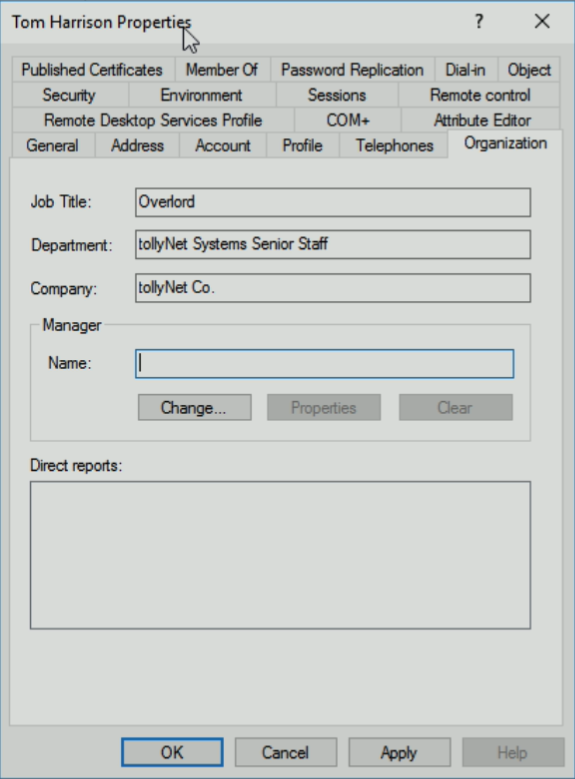 Tom Harrison Properties ?
Published Certificates Member Of Password Replication Dial-in Object
Security Environment Sessions Remote control
Remote Desktop Services Profile COM+ Attribute Editor
General Address Account Profile Telephones Organization
Job Title: Overlord
Department: tollyNet Systems Senior Staff
Company: tollyNet Co.
Manager
Name:
Change... Properties Clear
Direct reports:
OK Cancel Apply Help